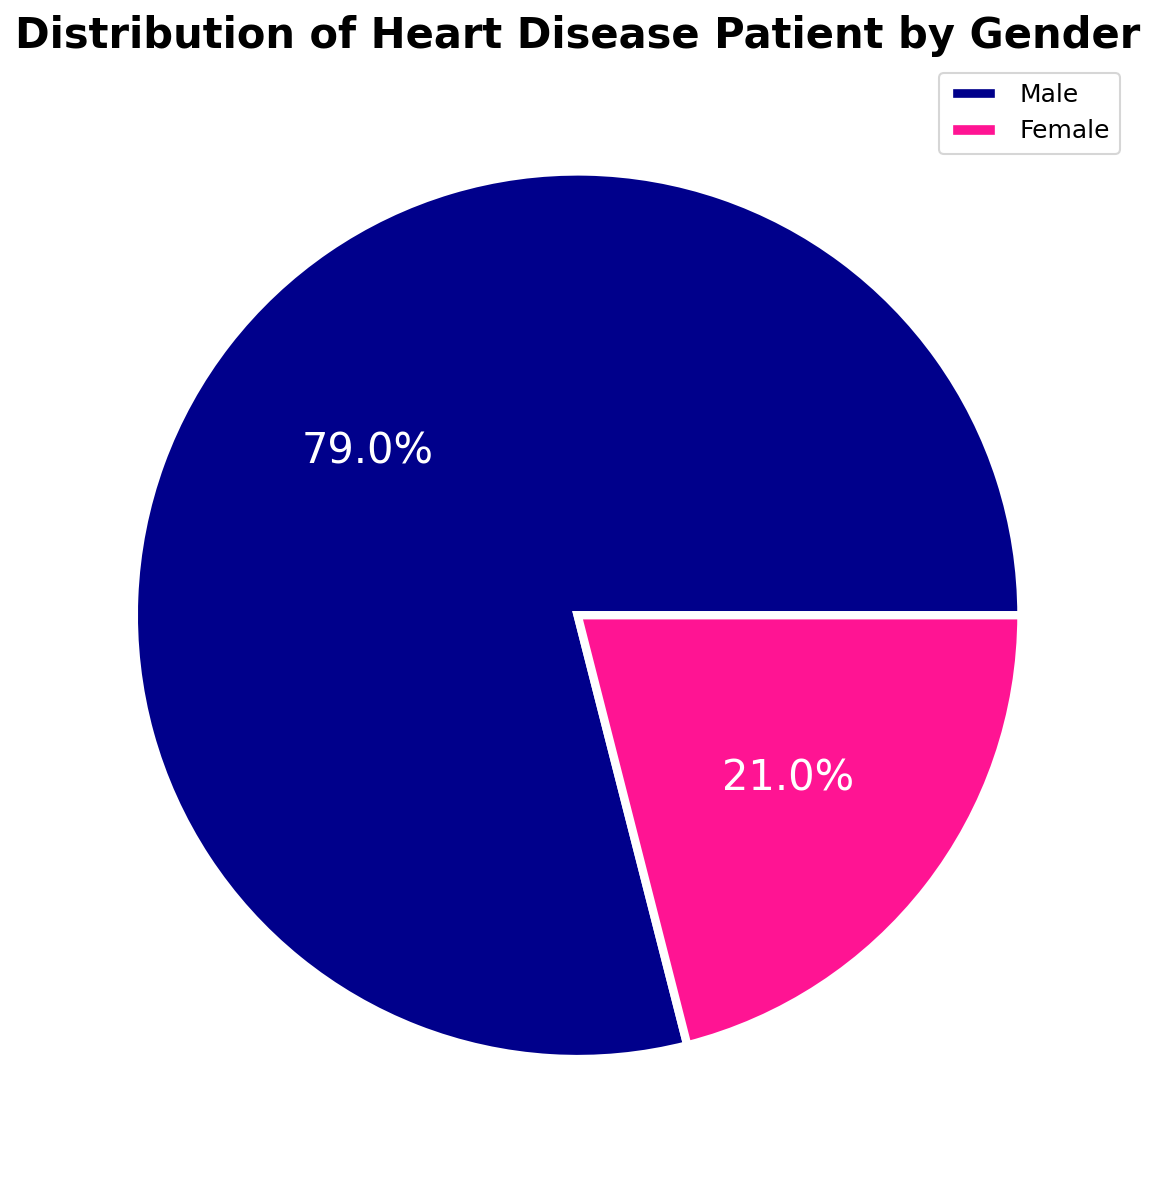 Distribution of Heart Disease Patient by Gender
Male
Female
79.0%
21.0%